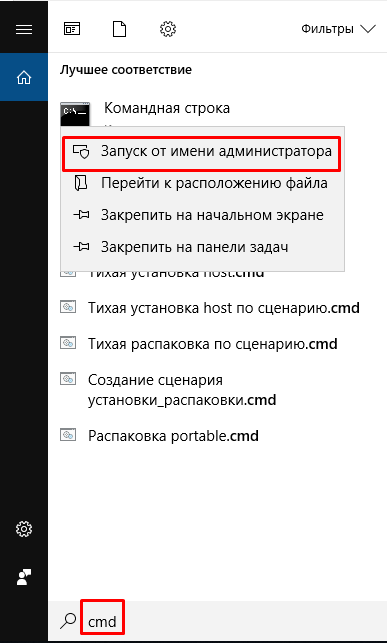 Фильтры
Лучшее соответствие
Командная строка
Запуск от имени администратора
Перейти к расположению файла
Закрепить на начальном экране
Закрепить на панели задач
Тихая установка host.cmd
Тихая установка host по сценарию.cmd
Тихая распаковка по сценарию.cmd
Создание сценария
установки_распаковки.cmd
Распаковка portable.cmd
cmd